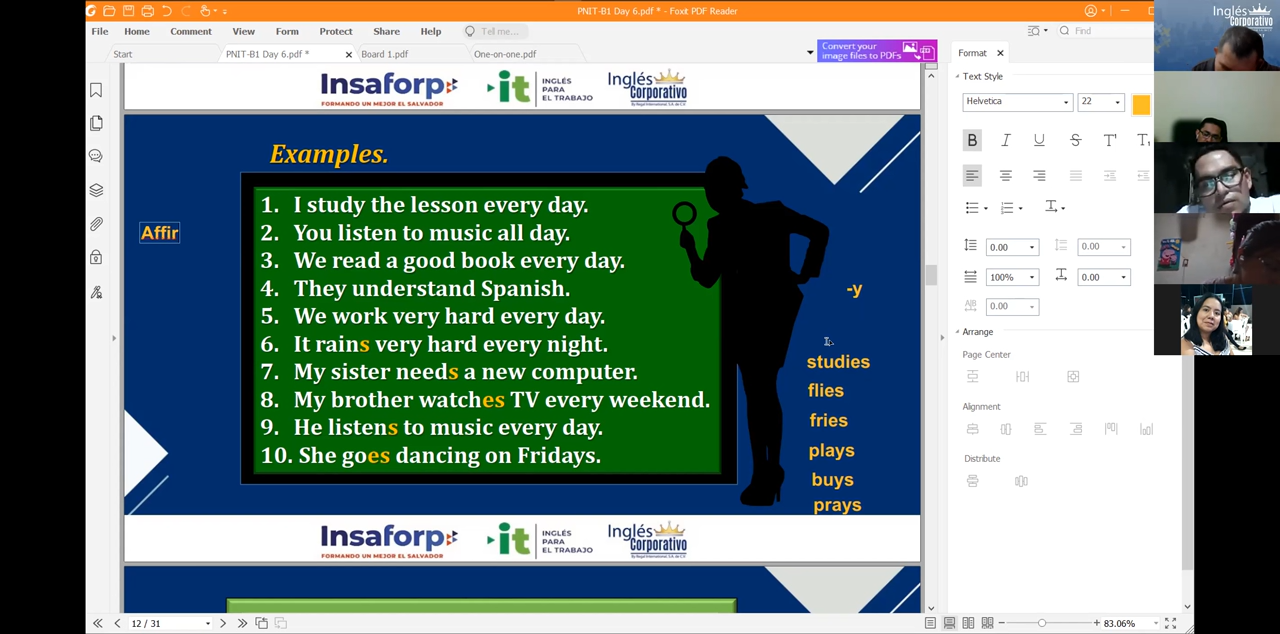 PNIT-B1 Day 6.pdf * - Foxit PDF Reader
File Home Comment View Form Protect Share Help Tell me... Find
Start PNIT-B1 Day 6.pdf * Board 1.pdf One-on-one.pdf
Convert your
image files to PDFs
Insaforp
FORMANDO UN MEJOR EL SALVADOR
it
INGLÉS
PARA
EL TRABAJO
Inglés
Corporativo
Examples.
Affir
1. I study the lesson every day.
2. You listen to music all day.
3. We read a good book every day.
4. They understand Spanish.
5. We work very hard every day.
6. It rains very hard every night.
7. My sister needs a new computer.
8. My brother watches TV every weekend.
9. He listens to music every day.
10. She goes dancing on Fridays.
-y
studies
flies
fries
plays
buys
prays
Insaforp
FORMANDO UN MEJOR EL SALVADOR
it
INGLÉS
PARA
EL TRABAJO
Inglés
Corporativo
12 / 31
83.06%
Format
Text Style
Helvetica 22
B I U S T T
0.00 0.00
100% 0.00
0.00
Arrange
Page Center
Alignment
Distribute
Inglés
Corporativo